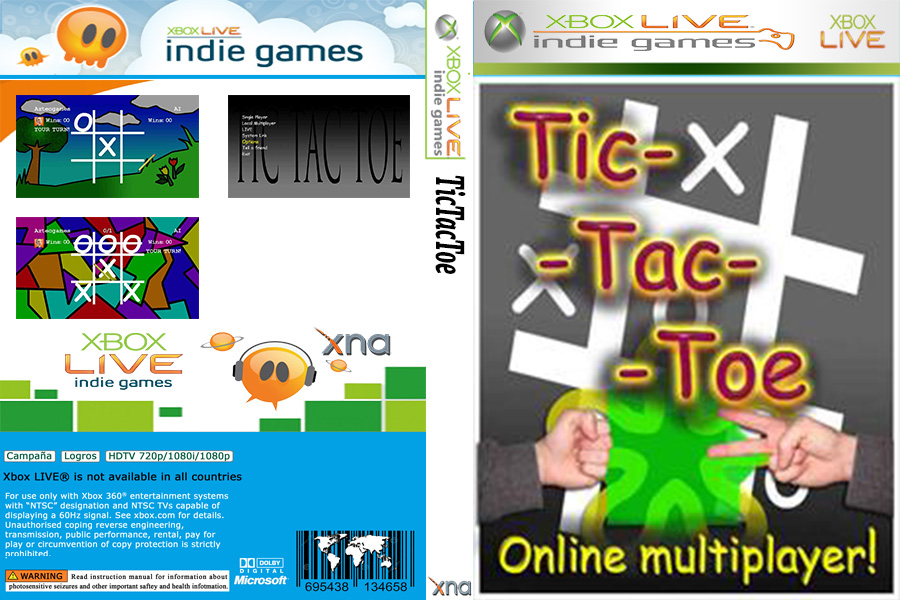 XBOX LIVE
indie games
Azteogames
AI
Wins: 00
Wins: 00
YOUR TURN!
O
X
Single Player
Local Multiplayer
LIVE
System Link
Options
Tell a friend
Exit
TIC TAC TOE
Azteogames
0/1
AI
Wins: 00
Wins: 00
YOUR TURN!
OOO
X
X X
XBOX
LIVE
indie games
xna
Campaña
Logros
HDTV 720p/1080i/1080p
Xbox LIVE® is not available in all countries
For use only with Xbox 360® entertainment systems
with “NTSC” designation and NTSC TVs capable of
displaying a 60Hz signal. See xbox.com for details.
Unauthorised coping reverse engineering,
transmission, public performance, rental, pay for
play or circumvention of copy protection is strictly
prohibited.
WARNING Read instruction manual for information about
photosensitive seizures and other important saftey and health infotmation.
DOLBY
DIGITAL
Microsoft
695438 134658
XBOX LIVE
indie games
TicTacToe
xna
XBOX LIVE
indie games
XBOX
LIVE
Tic-
-Tac-
-Toe
Online multiplayer!